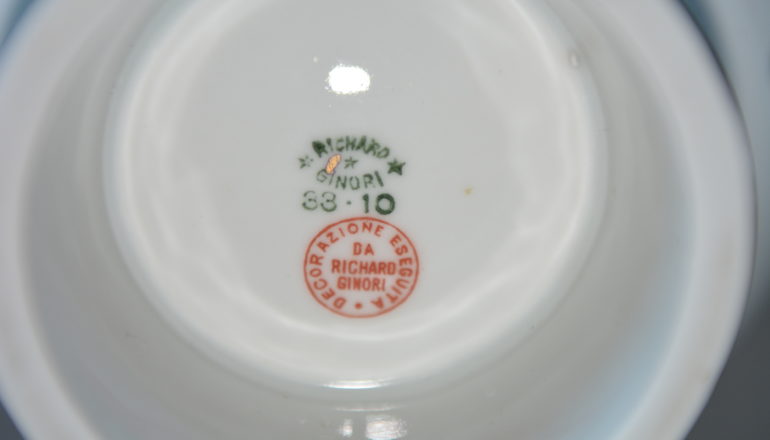 RICHARD
GINORI
33 · 10
DECORAZIONE ESEGUITA
DA
RICHARD
GINORI